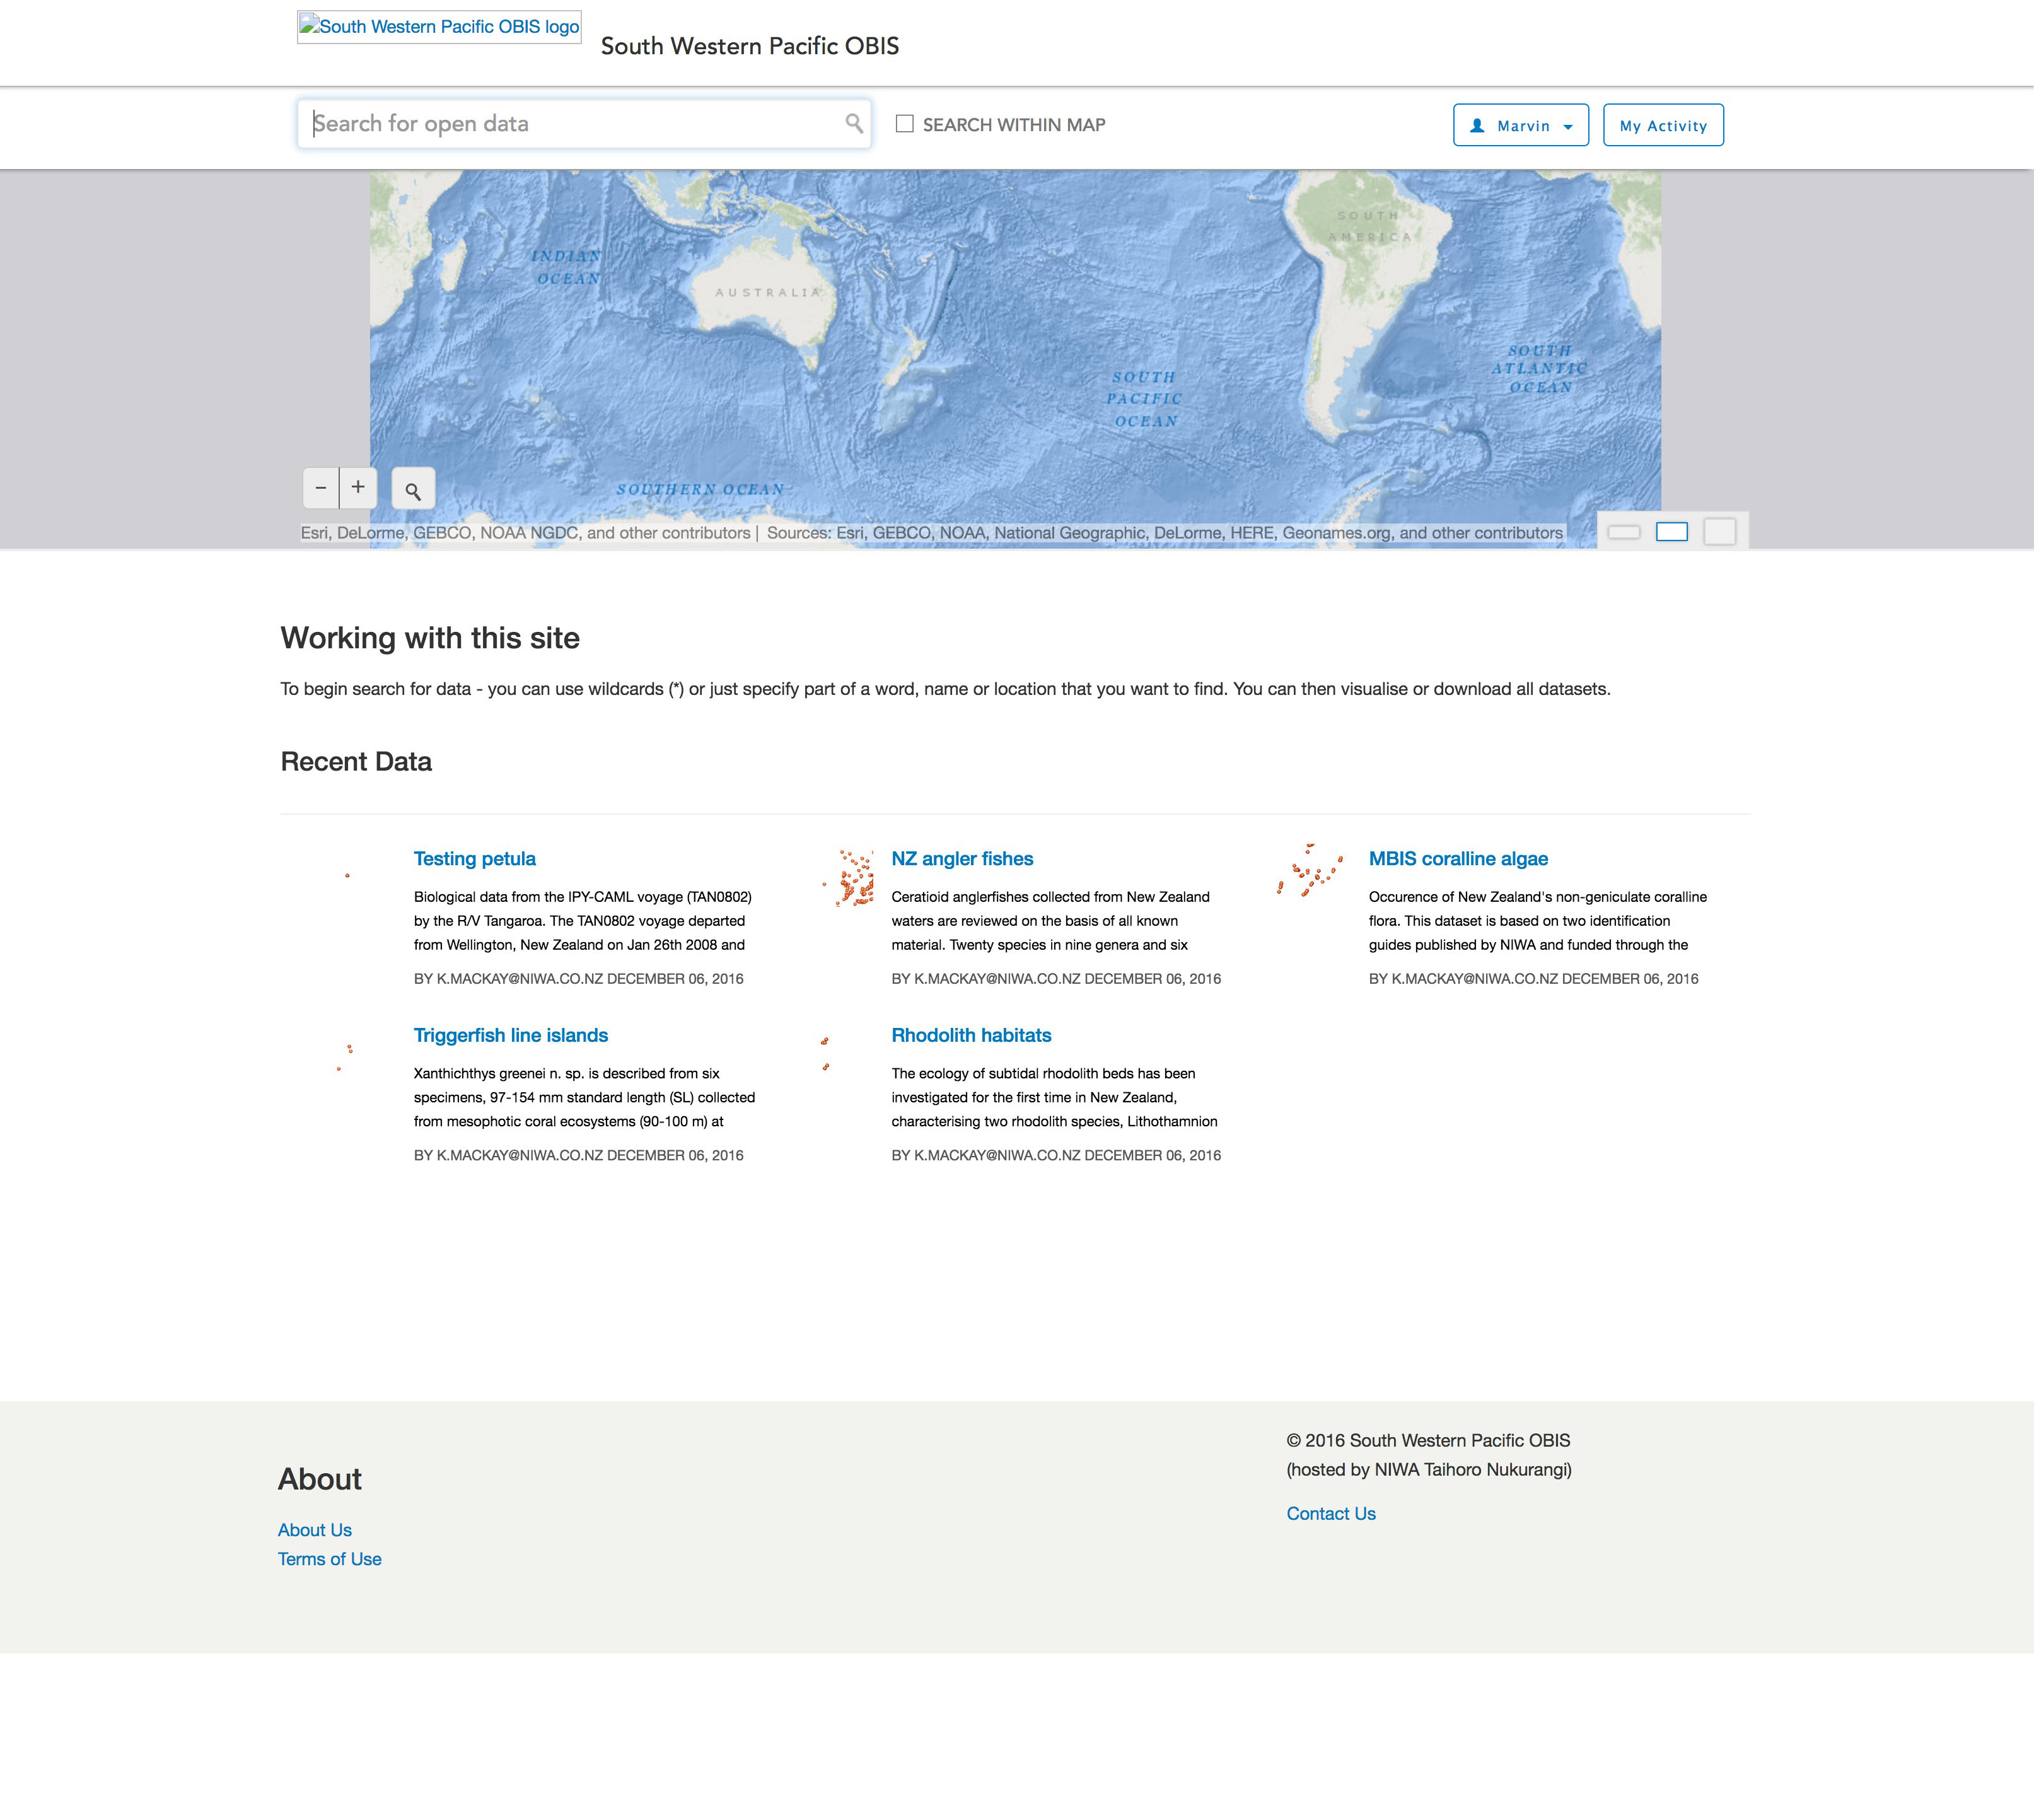 South Western Pacific OBIS logo
South Western Pacific OBIS
Search for open data
SEARCH WITHIN MAP
Marvin
My Activity
SOUTH
AMERICA
INDIAN
OCEAN
AUSTRALIA
SOUTH
ATLANTIC
OCEAN
SOUTH
PACIFIC
OCEAN
− +
SOUTHERN OCEAN
Esri, DeLorme, GEBCO, NOAA NGDC, and other contributors | Sources: Esri, GEBCO, NOAA, National Geographic, DeLorme, HERE, Geonames.org, and other contributors
Working with this site
To begin search for data - you can use wildcards (*) or just specify part of a word, name or location that you want to find. You can then visualise or download all datasets.
Recent Data
Testing petula
Biological data from the IPY-CAML voyage (TAN0802)
by the R/V Tangaroa. The TAN0802 voyage departed
from Wellington, New Zealand on Jan 26th 2008 and
BY K.MACKAY@NIWA.CO.NZ DECEMBER 06, 2016
NZ angler fishes
Ceratioid anglerfishes collected from New Zealand
waters are reviewed on the basis of all known
material. Twenty species in nine genera and six
BY K.MACKAY@NIWA.CO.NZ DECEMBER 06, 2016
MBIS coralline algae
Occurence of New Zealand's non-geniculate coralline
flora. This dataset is based on two identification
guides published by NIWA and funded through the
BY K.MACKAY@NIWA.CO.NZ DECEMBER 06, 2016
Triggerfish line islands
Xanthichthys greenei n. sp. is described from six
specimens, 97-154 mm standard length (SL) collected
from mesophotic coral ecosystems (90-100 m) at
BY K.MACKAY@NIWA.CO.NZ DECEMBER 06, 2016
Rhodolith habitats
The ecology of subtidal rhodolith beds has been
investigated for the first time in New Zealand,
characterising two rhodolith species, Lithothamnion
BY K.MACKAY@NIWA.CO.NZ DECEMBER 06, 2016
About
About Us
Terms of Use
© 2016 South Western Pacific OBIS
(hosted by NIWA Taihoro Nukurangi)
Contact Us